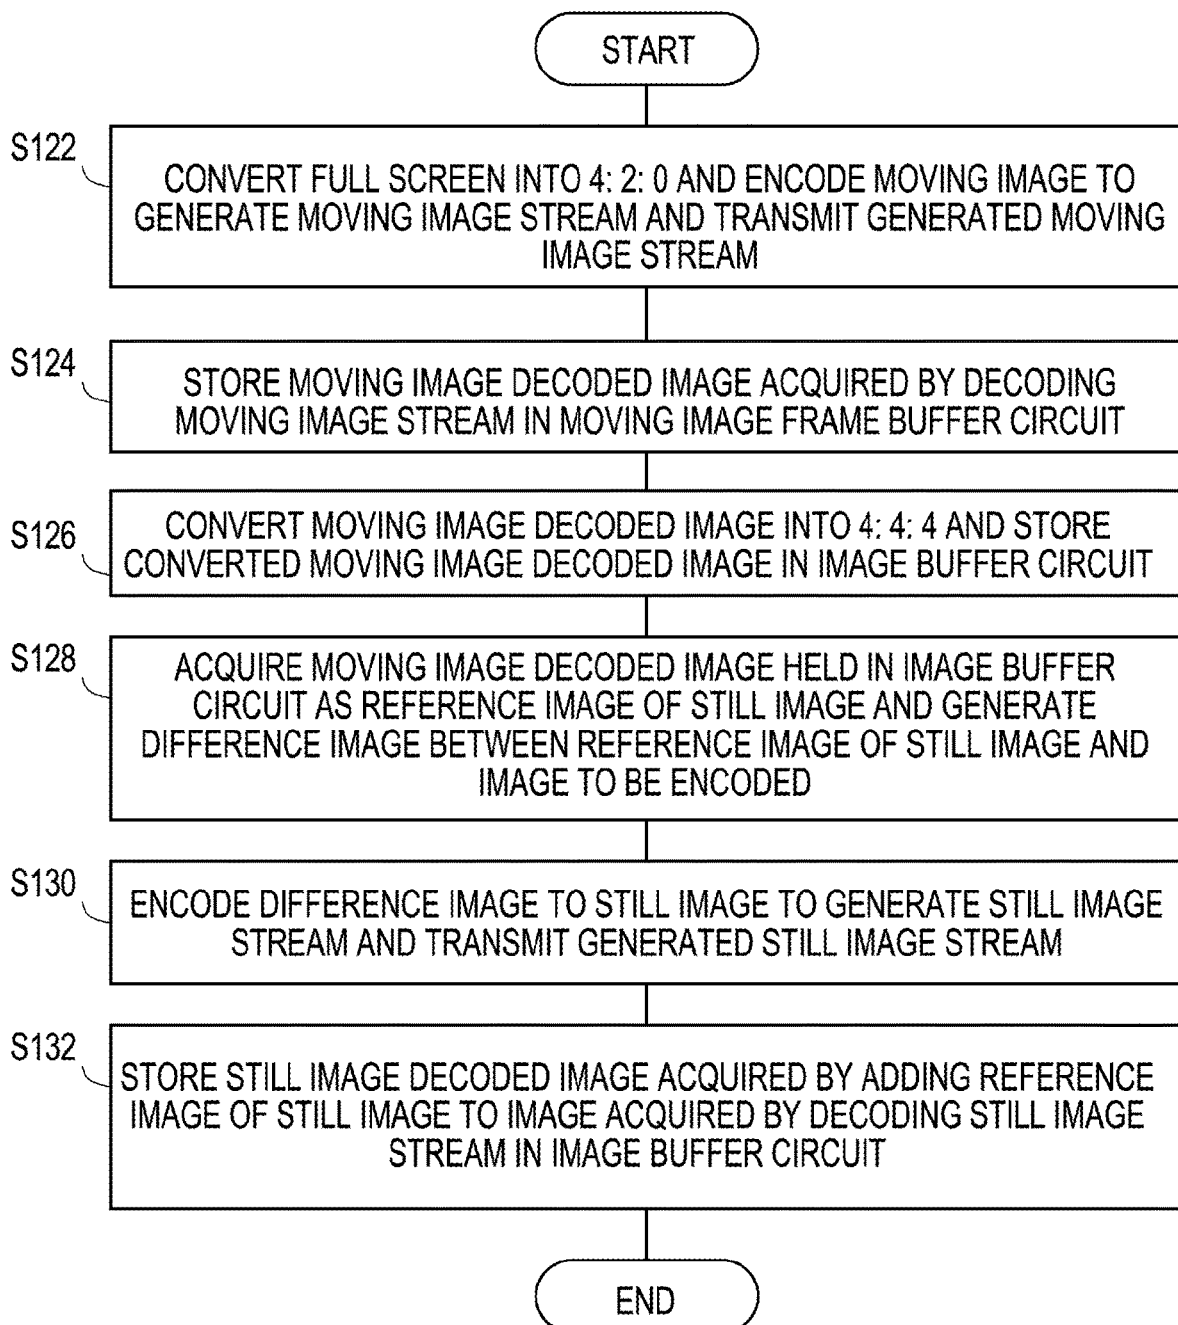 START
S122
CONVERT FULL SCREEN INTO 4: 2: 0 AND ENCODE MOVING IMAGE TO
GENERATE MOVING IMAGE STREAM AND TRANSMIT GENERATED MOVING
IMAGE STREAM
S124
STORE MOVING IMAGE DECODED IMAGE ACQUIRED BY DECODING
MOVING IMAGE STREAM IN MOVING IMAGE FRAME BUFFER CIRCUIT
S126
CONVERT MOVING IMAGE DECODED IMAGE INTO 4: 4: 4 AND STORE
CONVERTED MOVING IMAGE DECODED IMAGE IN IMAGE BUFFER CIRCUIT
S128
ACQUIRE MOVING IMAGE DECODED IMAGE HELD IN IMAGE BUFFER
CIRCUIT AS REFERENCE IMAGE OF STILL IMAGE AND GENERATE
DIFFERENCE IMAGE BETWEEN REFERENCE IMAGE OF STILL IMAGE AND
IMAGE TO BE ENCODED
S130
ENCODE DIFFERENCE IMAGE TO STILL IMAGE TO GENERATE STILL IMAGE
STREAM AND TRANSMIT GENERATED STILL IMAGE STREAM
S132
STORE STILL IMAGE DECODED IMAGE ACQUIRED BY ADDING REFERENCE
IMAGE OF STILL IMAGE TO IMAGE ACQUIRED BY DECODING STILL IMAGE
STREAM IN IMAGE BUFFER CIRCUIT
END